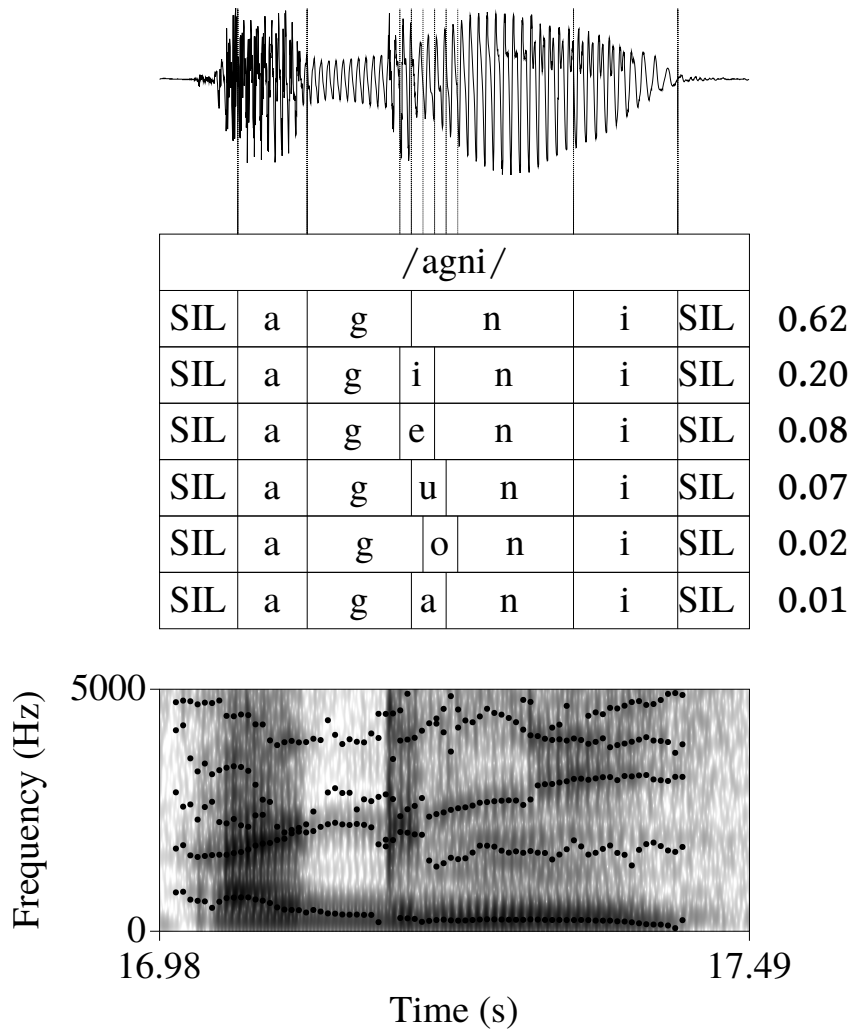 /agni/
SIL a g n i SIL 0.62
SIL a g i n i SIL 0.20
SIL a g e n i SIL 0.08
SIL a g u n i SIL 0.07
SIL a g o n i SIL 0.02
SIL a g a n i SIL 0.01
5000
Frequency (Hz)
0
16.98 17.49
Time (s)